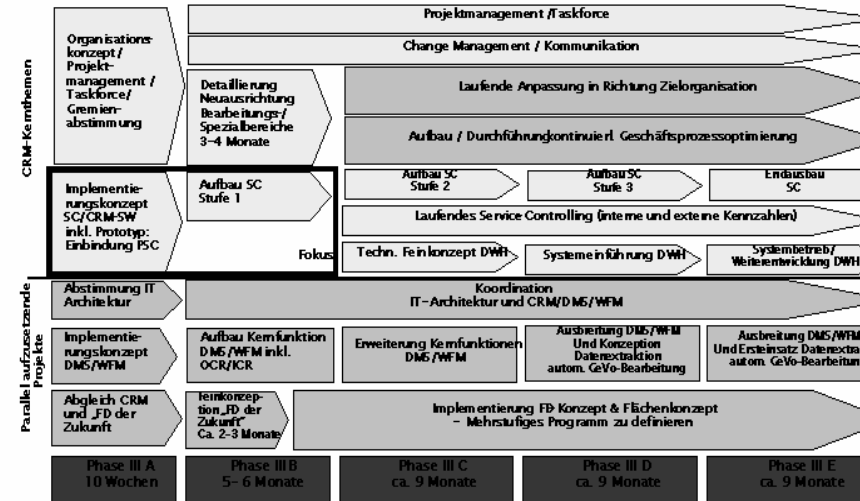 CRM-Kernthemen
Organisations-
konzept /
Projekt-
management /
Taskforce/
Gremien-
abstimmung
Projektmanagement /Taskforce
Change Management / Kommunikation
Detaillierung
Neuausrichtung
Bearbeitungs-/
Spezialbereiche
3-4 Monate
Laufende Anpassung in Richtung Zielorganisation
Aufbau / Durchführungkontinuierl. Geschäftsprozessoptimierung
Implementie-
rungskonzept
SC/CRM-SW
inkl. Prototyp:
Einbindung PSC
Aufbau SC
Stufe 1
Fokus
Aufbau SC
Stufe 2
Aufbau SC
Stufe 3
Endausbau
SC
Laufendes Service Controlling (interne und externe Kennzahlen)
Techn. Feinkonzept DWH
Systemeinführung DWH
Systembetrieb/
Weiterentwicklung DWH
Parallel aufzusetzende
Projekte
Abstimmung IT
Architektur
Koordination
IT-Architektur und CRM/DMS/WFM
Implementie-
rungskonzept
DMS/WFM
Aufbau Kernfunktion
DMS/WFM inkl.
OCR/ICR
Erweiterung Kernfunktionen
DMS/WFM
Ausbreitung DMS/WFM
Und Konzeption
Datenextraktion
autom. GeVo-Bearbeitung
Ausbreitung DMS/WFM
Und Ersteinsatz Datenextra
autom. GeVo-Bearbeitun
Abgleich CRM
und „FD der
Zukunft
Feinkonzep-
tion„FD der
Zukunft“
Ca. 2-3 Monate
Implementierung FD-Konzept & Flächenkonzept
- Mehrstufiges Programm zu definieren
Phase III A
10 Wochen
Phase III B
5- 6 Monate
Phase III C
ca. 9 Monate
Phase III D
ca. 9 Monate
Phase III E
ca. 9 Monate